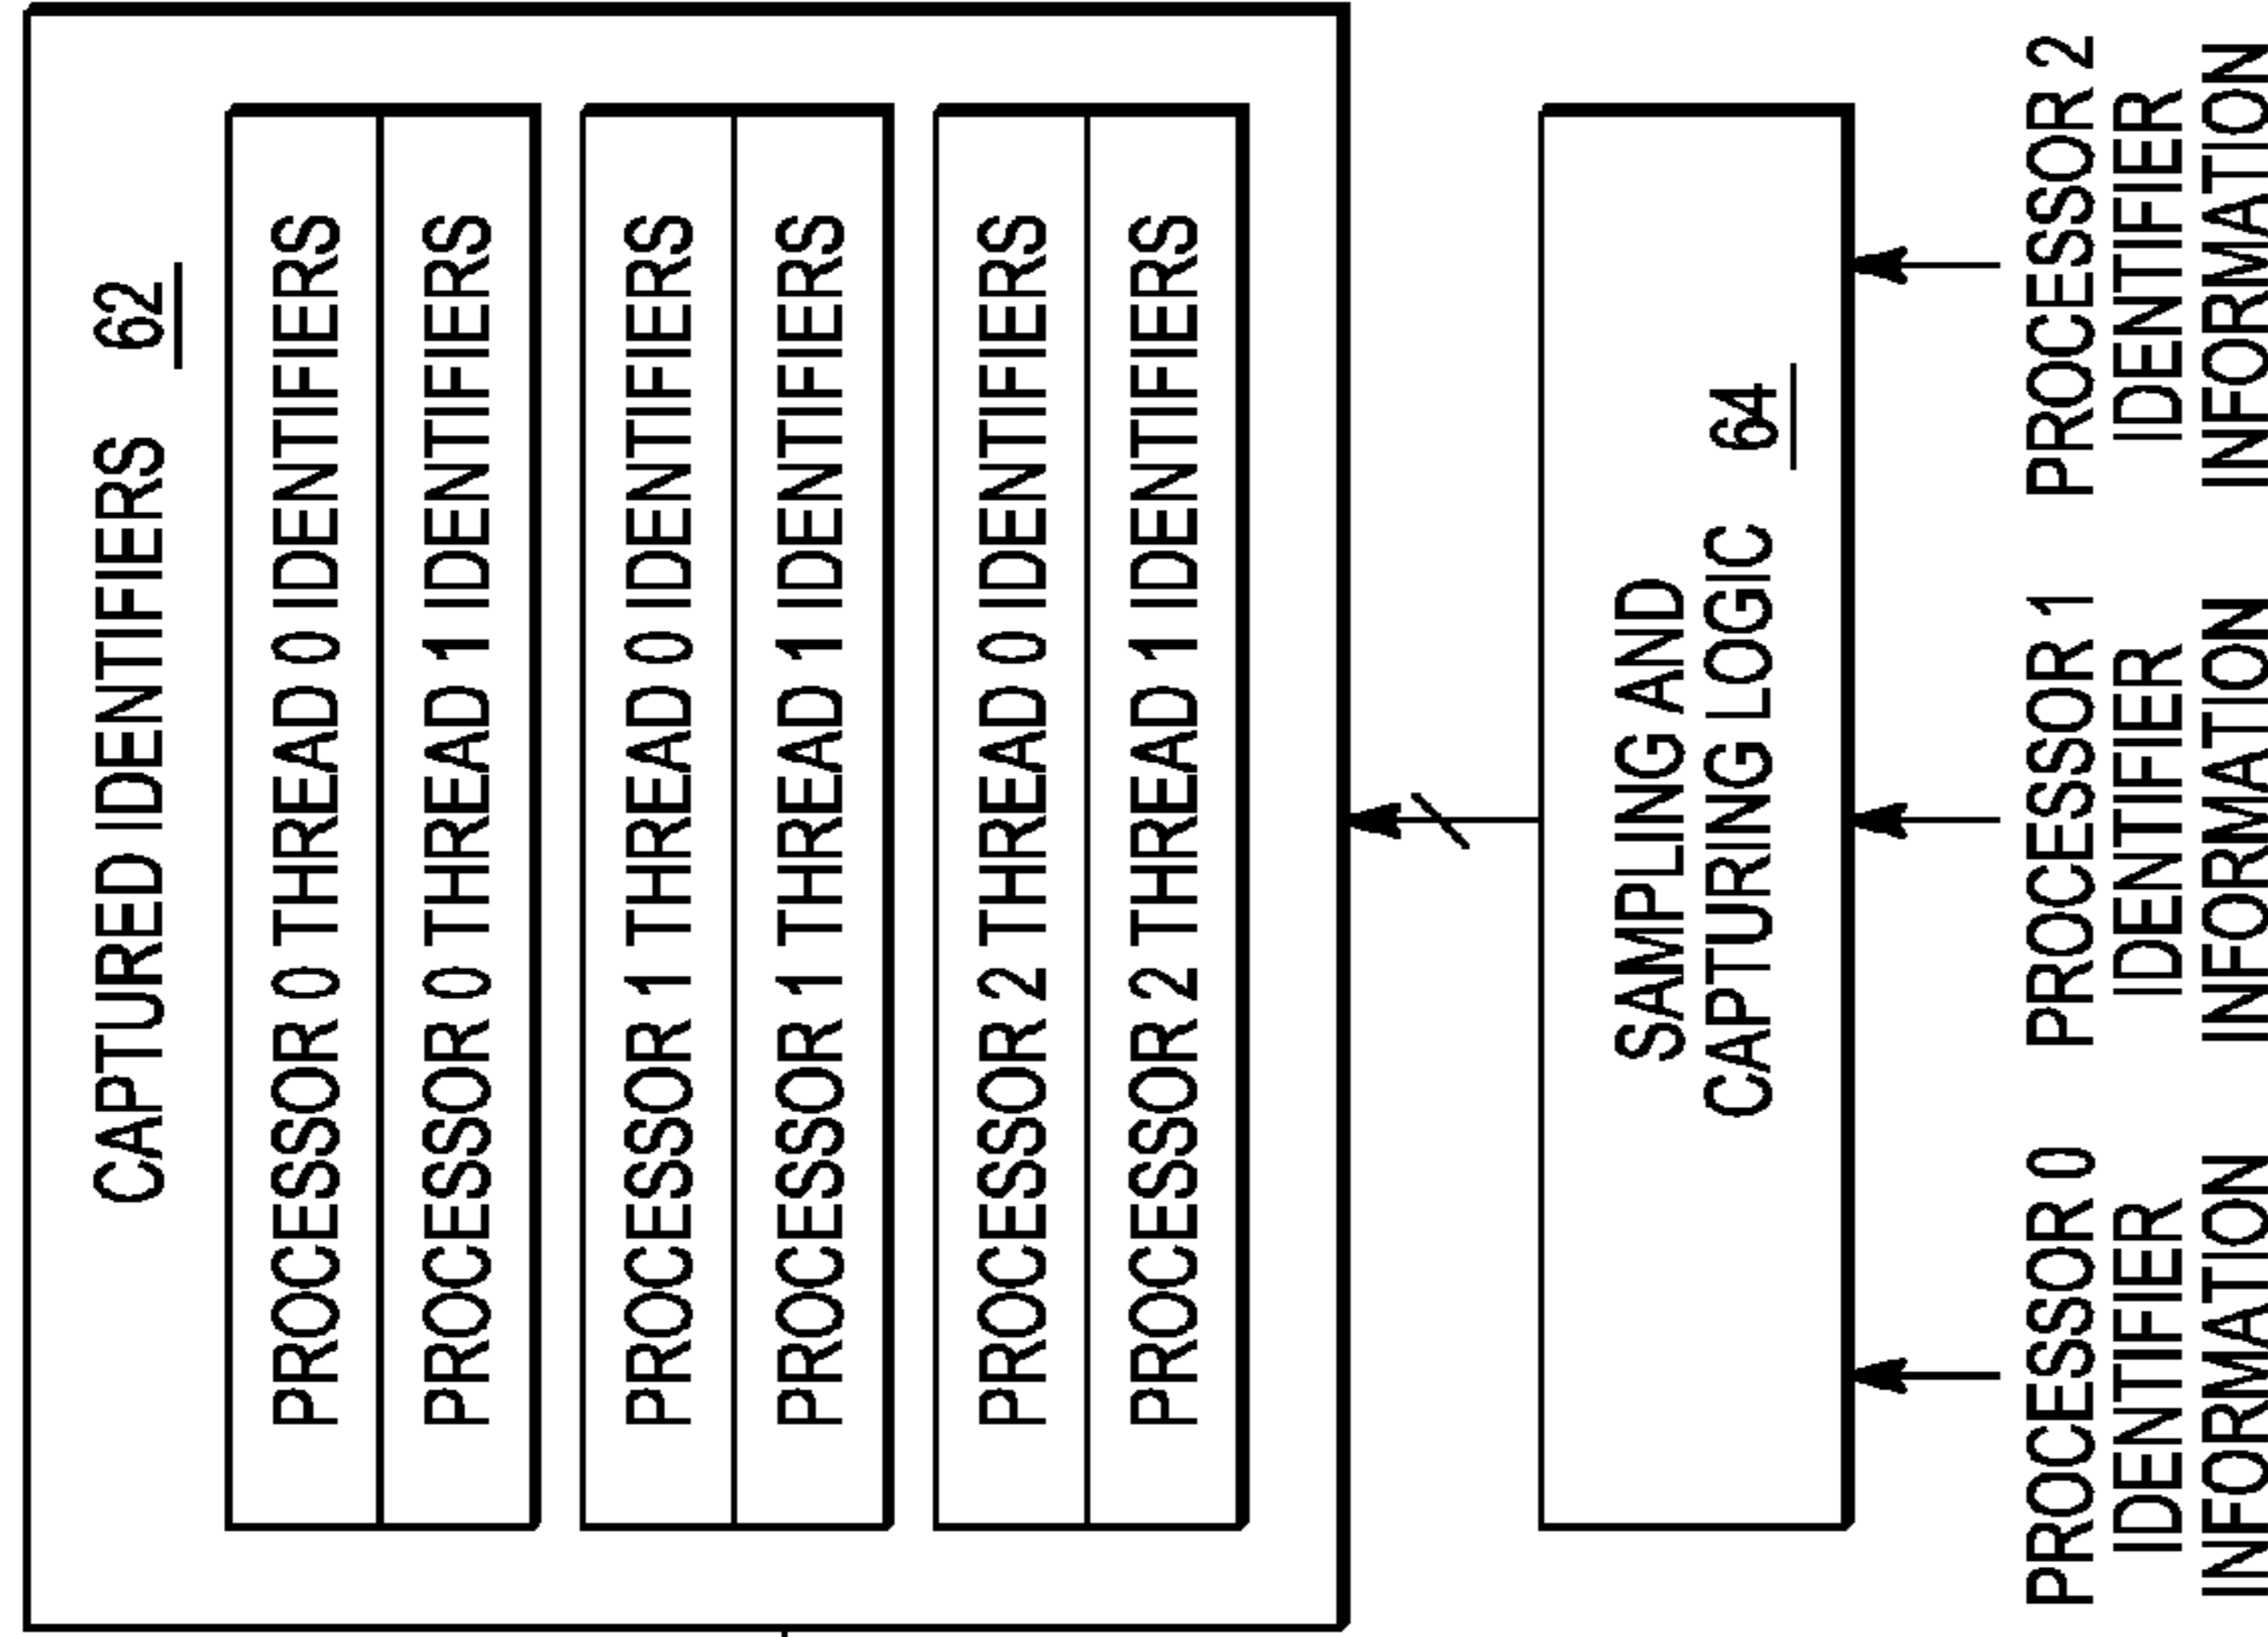 CAPTURED IDENTIFIERS 62
PROCESSOR 0 THREAD 0 IDENTIFIERS
PROCESSOR 0 THREAD 1 IDENTIFIERS
PROCESSOR 1 THREAD 0 IDENTIFIERS
PROCESSOR 1 THREAD 1 IDENTIFIERS
PROCESSOR 2 THREAD 0 IDENTIFIERS
PROCESSOR 2 THREAD 1 IDENTIFIERS
SAMPLING AND
CAPTURING LOGIC 64
PROCESSOR 0
IDENTIFIER
INFORMATION
PROCESSOR 1
IDENTIFIER
INFORMATION
PROCESSOR 2
IDENTIFIER
INFORMATION